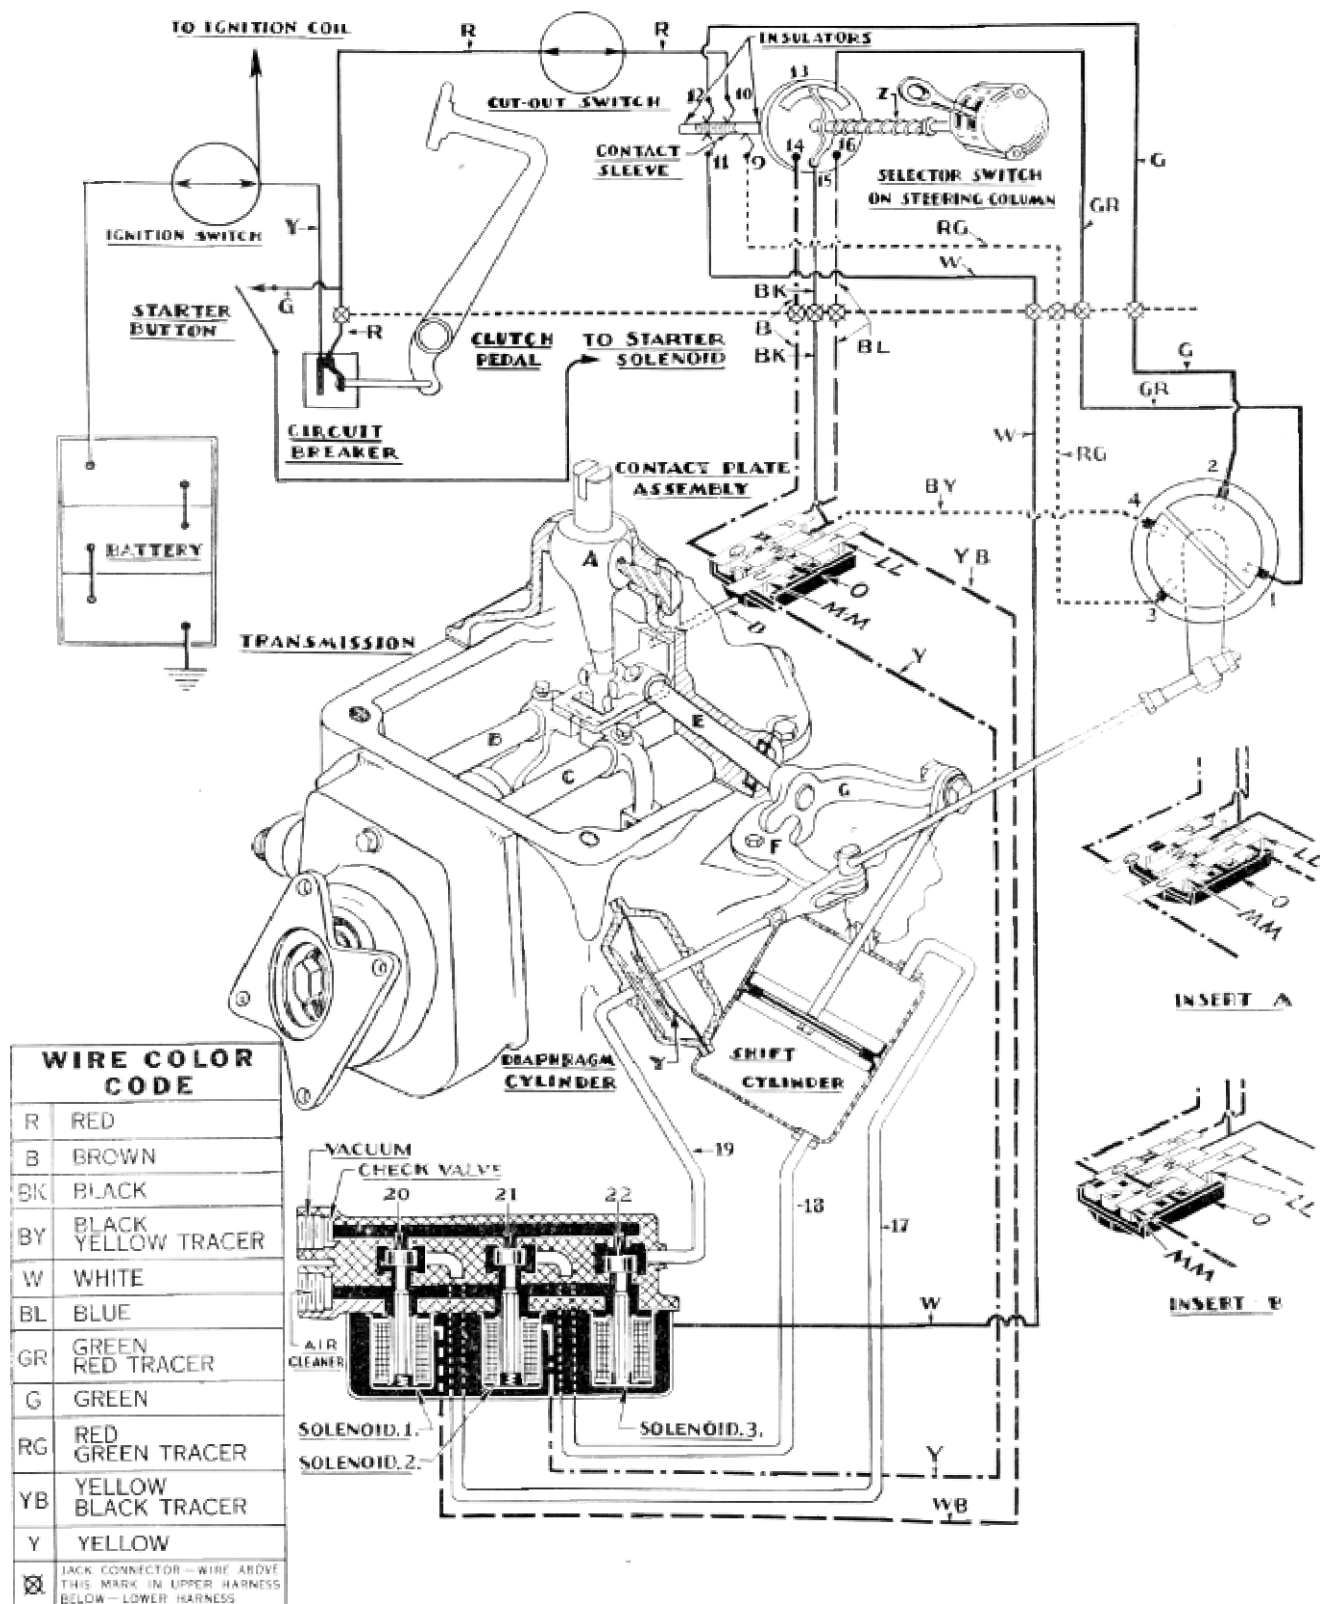 TO IGNITION COIL
R
R
INSULATORS
CUT-OUT SWITCH
12
10
13
Z
CONTACT
SLEEVE
11
9
14
15
16
SELECTOR SWITCH
ON STEERING COLUMN
G
GR
RG
W
IGNITION SWITCH
Y
G
STARTER
BUTTON
R
CLUTCH
PEDAL
TO STARTER
SOLENOID
BK
B
BK
BL
G
GR
W
RG
CIRCUIT
BREAKER
CONTACT PLATE
ASSEMBLY
BY
YB
2
4
3
1
BATTERY
A
LL
O
MM
D
Y
TRANSMISSION
B
C
E
G
F
LL
O
MM
INSERT A
DIAPHRAGM
CYLINDER
Y
SHIFT
CYLINDER
LL
O
MM
INSERT B
WIRE COLOR
CODE
R RED
B BROWN
BK BLACK
BY BLACK
YELLOW TRACER
W WHITE
BL BLUE
GR GREEN
RED TRACER
G GREEN
RG RED
GREEN TRACER
YB YELLOW
BLACK TRACER
Y YELLOW
JACK CONNECTOR — WIRE ABOVE
THIS MARK IN UPPER HARNESS
BELOW — LOWER HARNESS
VACUUM
CHECK VALVE
20
21
22
19
18
17
AIR
CLEANER
W
SOLENOID.1.
SOLENOID.2.
SOLENOID.3.
Y
WB